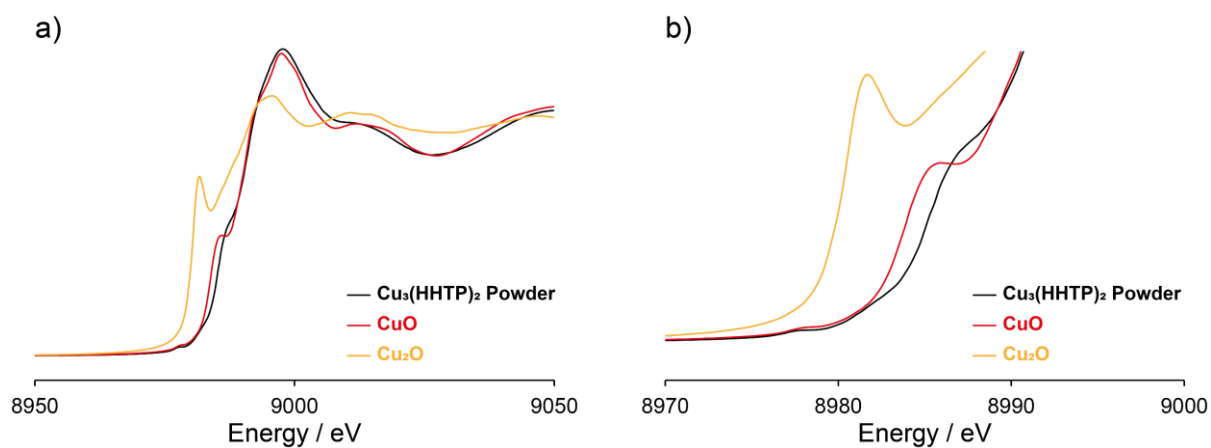 a)
Cu₃(HHTP)₂ Powder
CuO
Cu₂O
8950 9000 9050
Energy / eV
b)
Cu₃(HHTP)₂ Powder
CuO
Cu₂O
8970 8980 8990 9000
Energy / eV